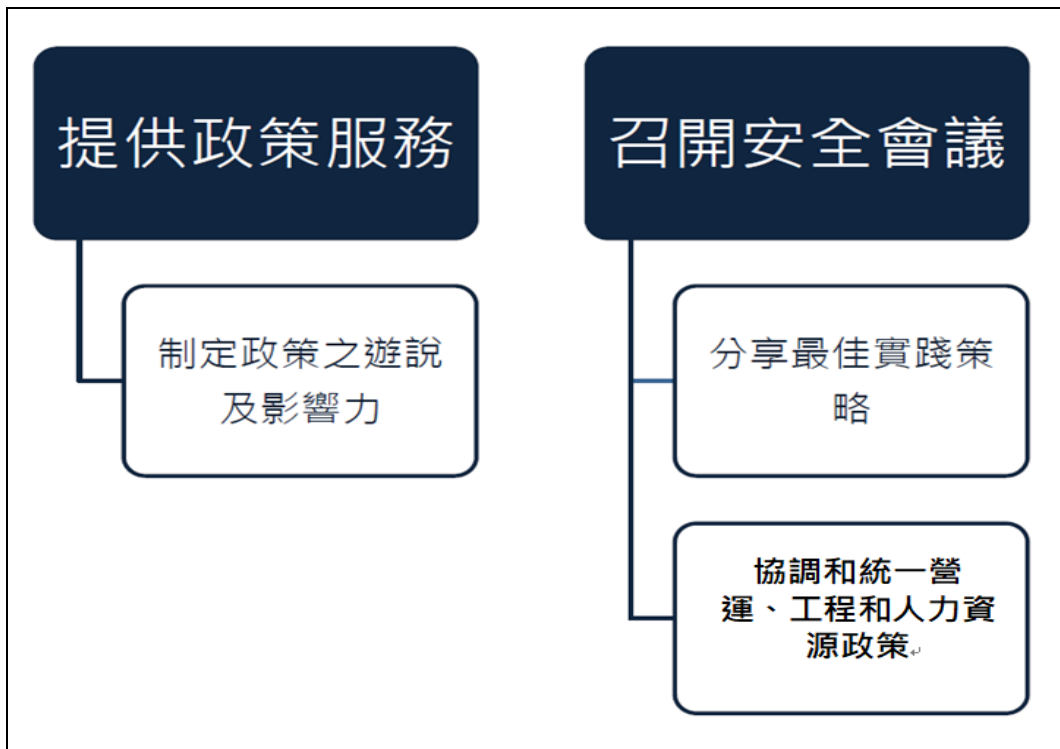 提供政策服務
制定政策之遊說
及影響力
召開安全會議
分享最佳實踐策
略
協調和統一營
運、工程和人力資
源政策